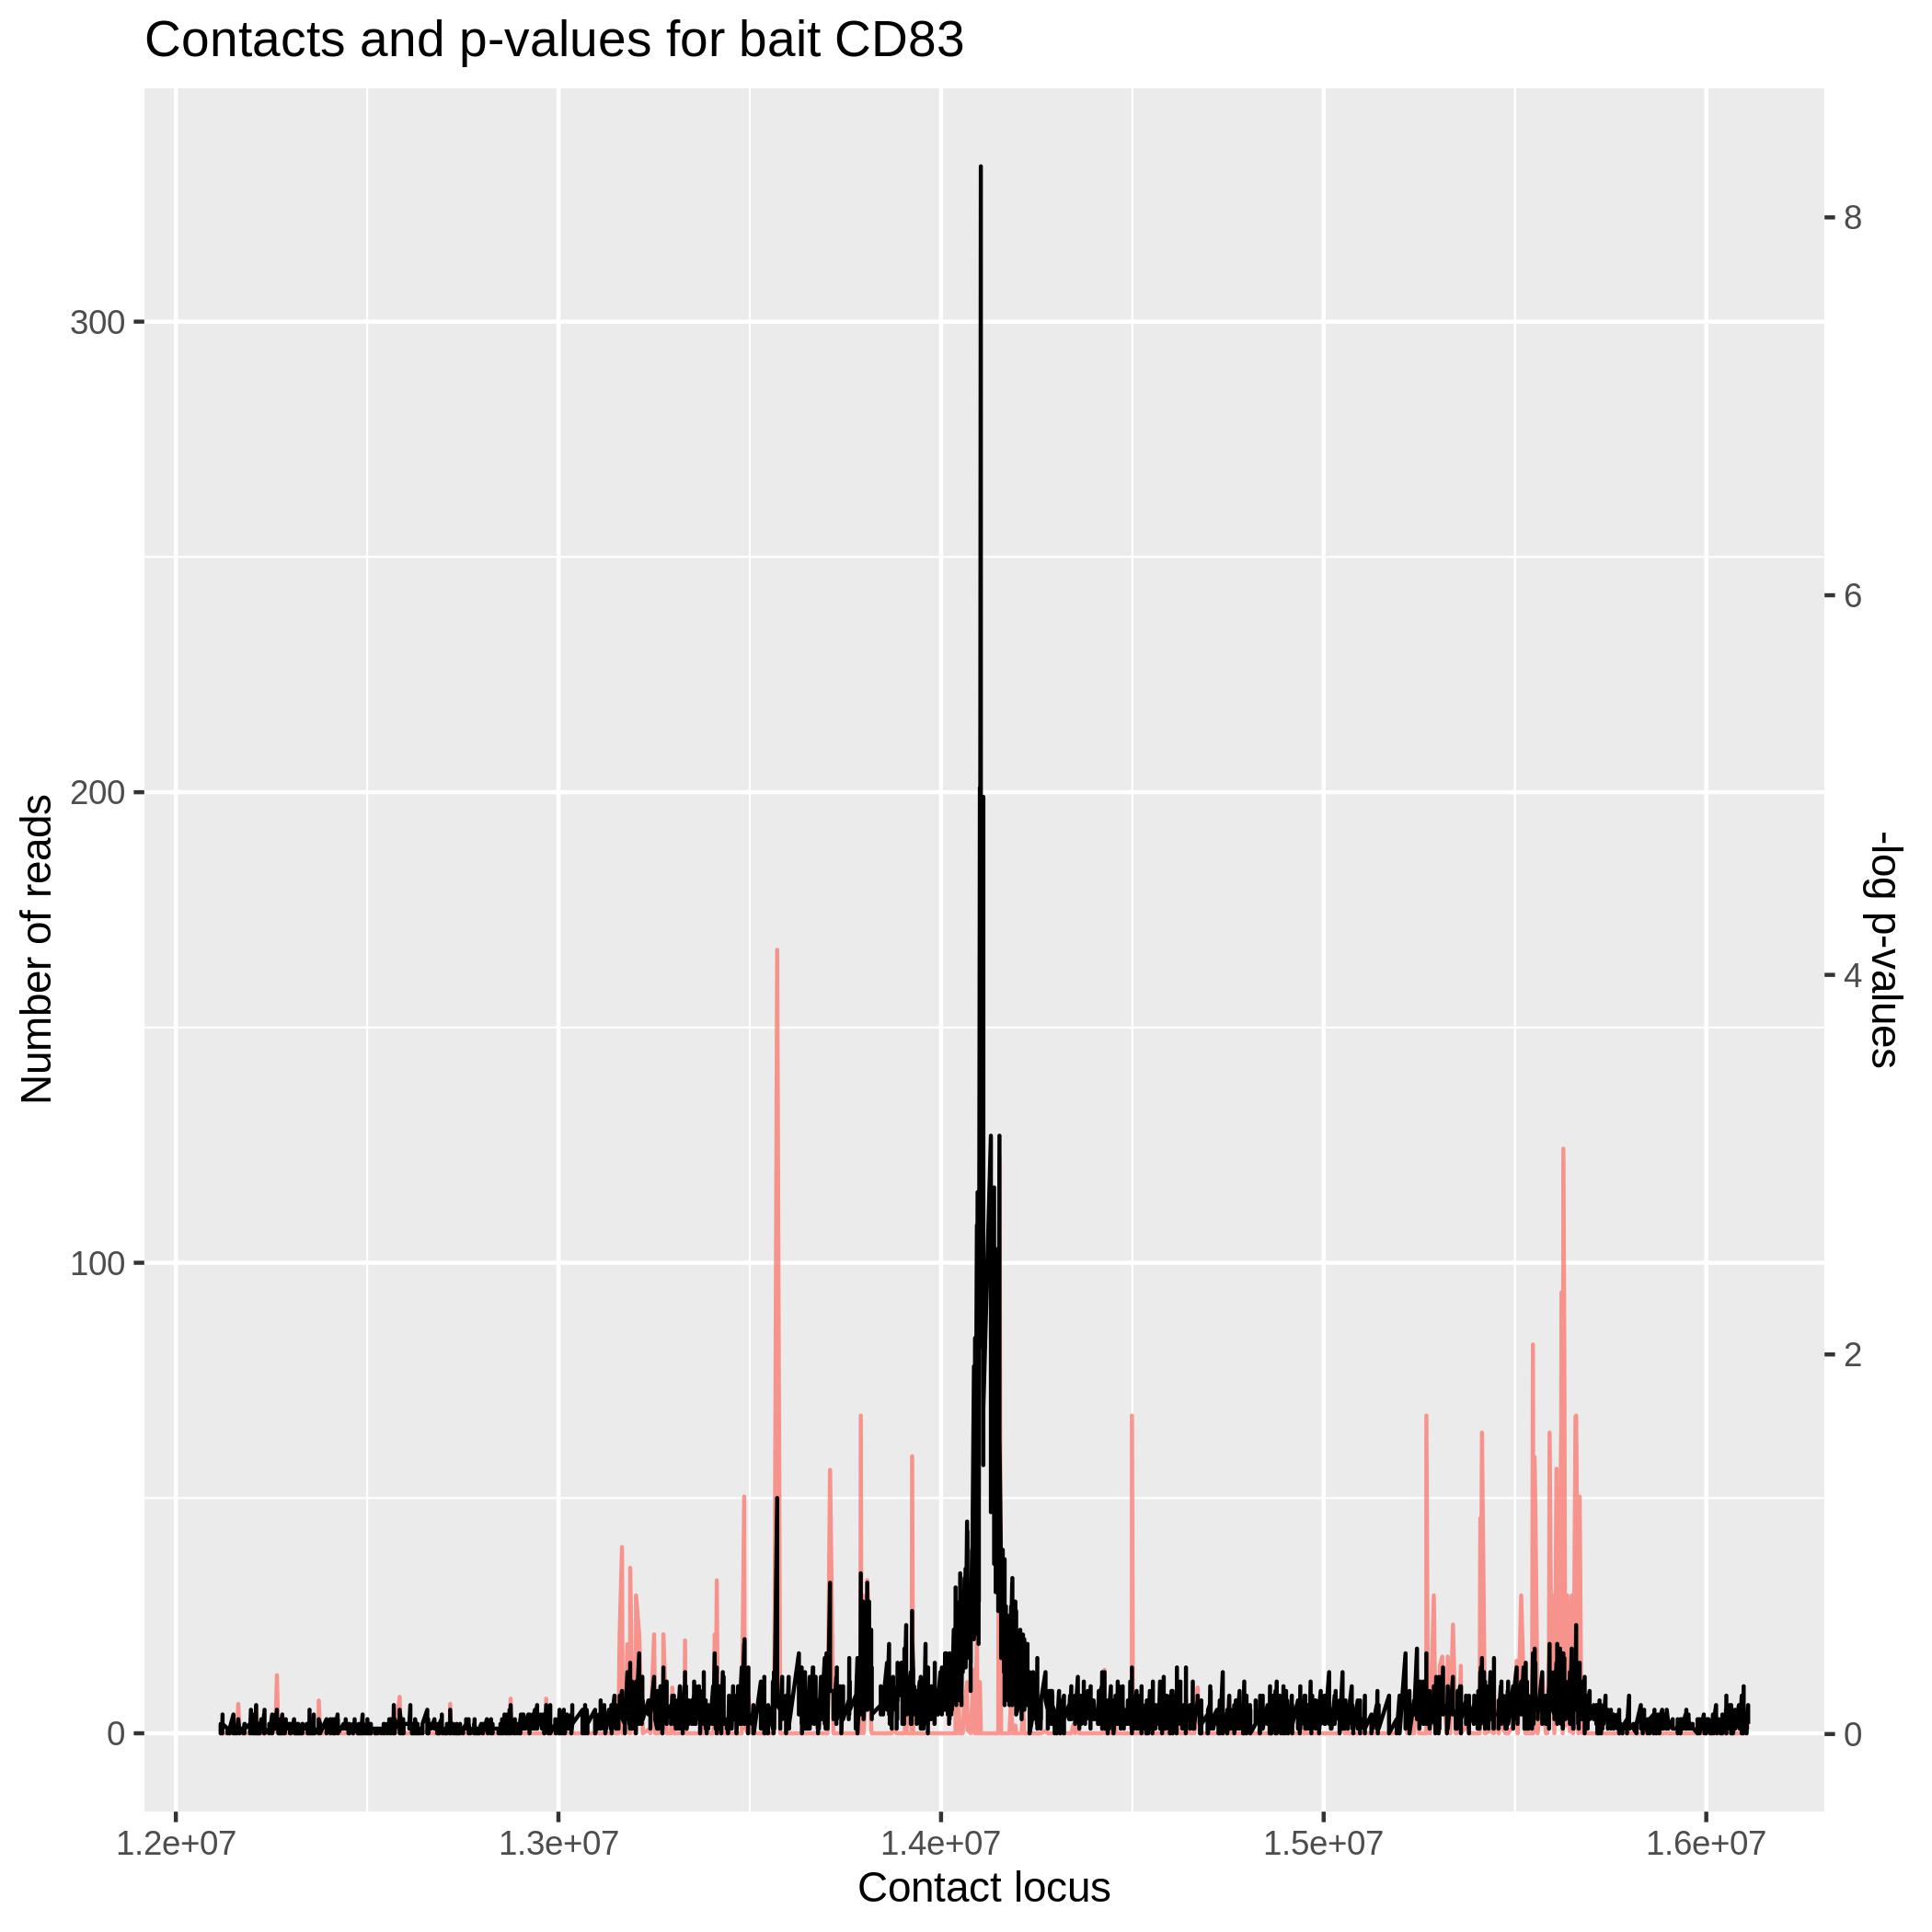 Contacts and p-values for bait CD83
Number of reads
300
200
100
0
8
6
4
2
0
-log p-values
1.2e+07 1.3e+07 1.4e+07 1.5e+07 1.6e+07
Contact locus